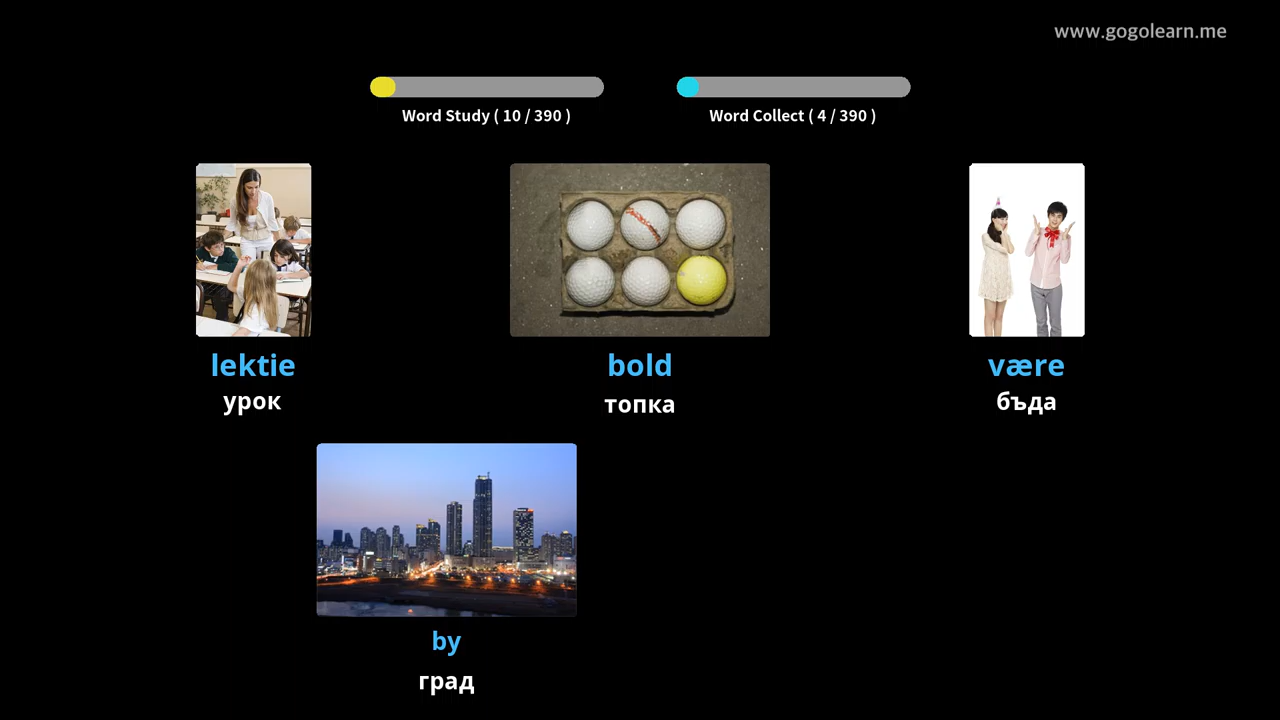 www.gogolearn.me
Word Study ( 10 / 390 )
Word Collect ( 4 / 390 )
lektie
урок
bold
топка
være
бъда
by
град